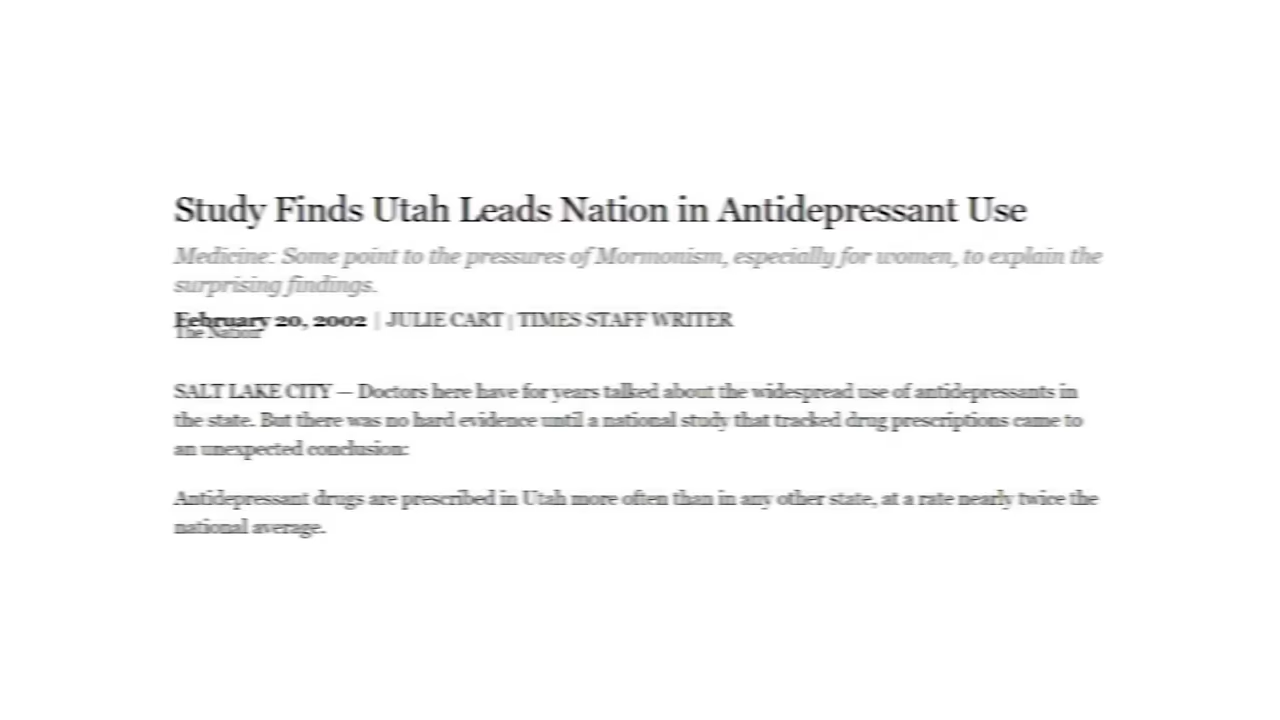 Study Finds Utah Leads Nation in Antidepressant Use
Medicine: Some point to the pressures of Mormonism, especially for women, to explain the
surprising findings.
February 20, 2002 | JULIE CART | TIMES STAFF WRITER
The Nation
SALT LAKE CITY — Doctors here have for years talked about the widespread use of antidepressants in
the state. But there was no hard evidence until a national study that tracked drug prescriptions came to
an unexpected conclusion:
Antidepressant drugs are prescribed in Utah more often than in any other state, at a rate nearly twice the
national average.